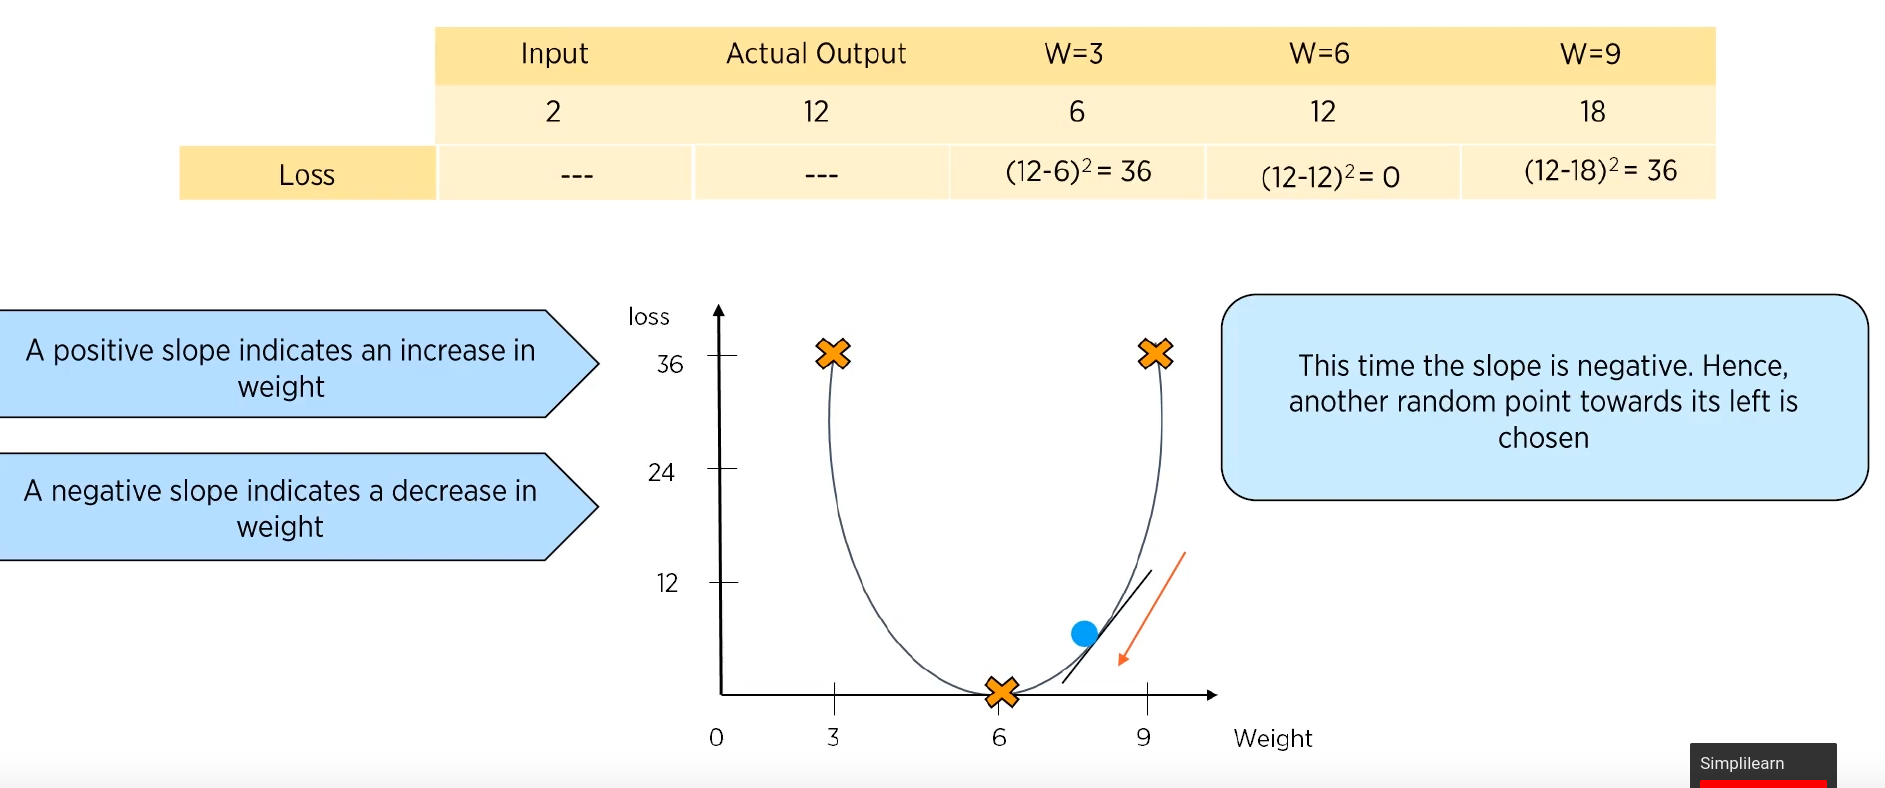 Input Actual Output W=3 W=6 W=9
2 12 6 12 18
Loss --- --- (12-6)²= 36 (12-12)²= 0 (12-18)²= 36
A positive slope indicates an increase in
weight
A negative slope indicates a decrease in
weight
loss
36
24
12
0 3 6 9 Weight
This time the slope is negative. Hence,
another random point towards its left is
chosen
Simplilearn